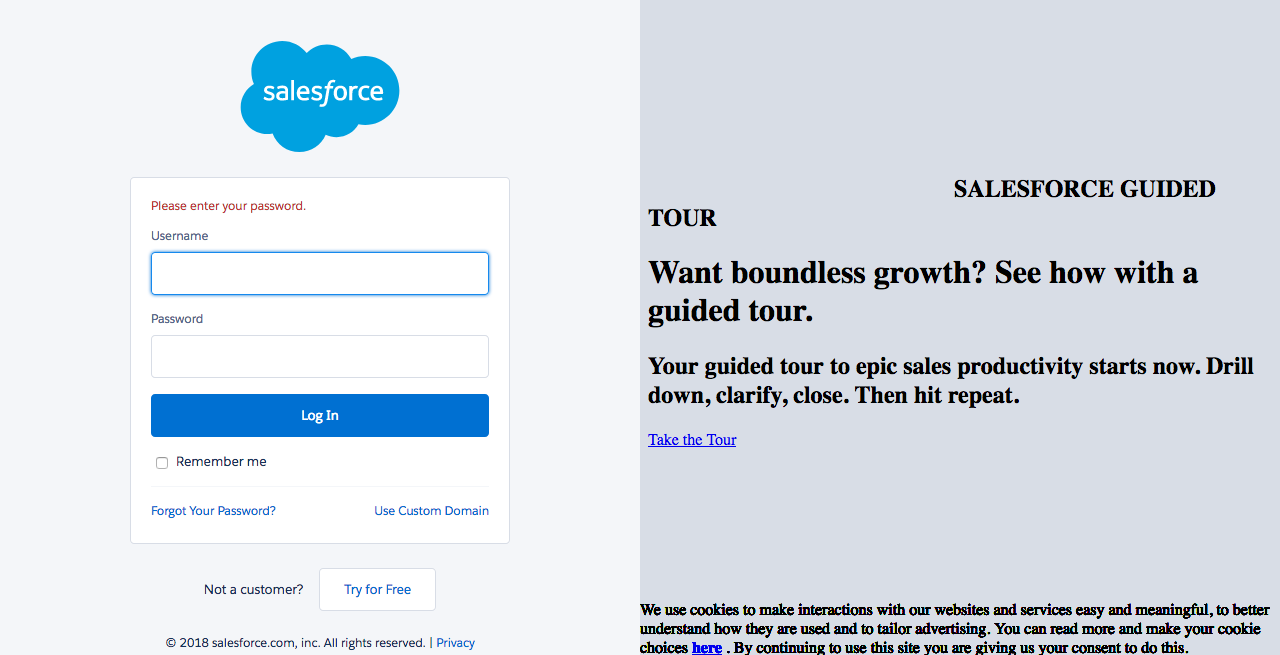 salesforce
Please enter your password.
Username
Password
Log In
Remember me
Forgot Your Password?
Use Custom Domain
Not a customer?
Try for Free
© 2018 salesforce.com, inc. All rights reserved. | Privacy
SALESFORCE GUIDED
TOUR
Want boundless growth? See how with a
guided tour.
Your guided tour to epic sales productivity starts now. Drill
down, clarify, close. Then hit repeat.
Take the Tour
We use cookies to make interactions with our websites and services easy and meaningful, to better
understand how they are used and to tailor advertising. You can read more and make your cookie
choices here . By continuing to use this site you are giving us your consent to do this.